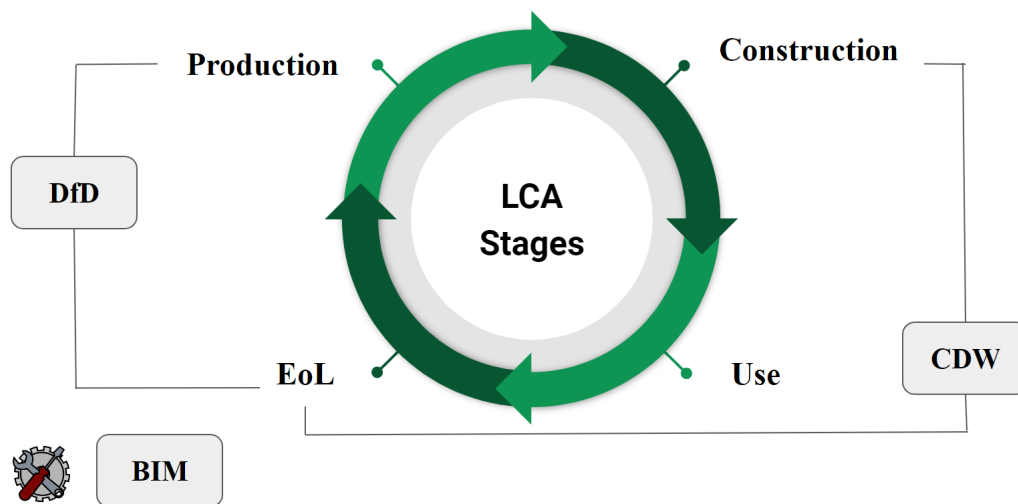 Production
Construction
DfD
LCA
Stages
EoL
Use
CDW
BIM